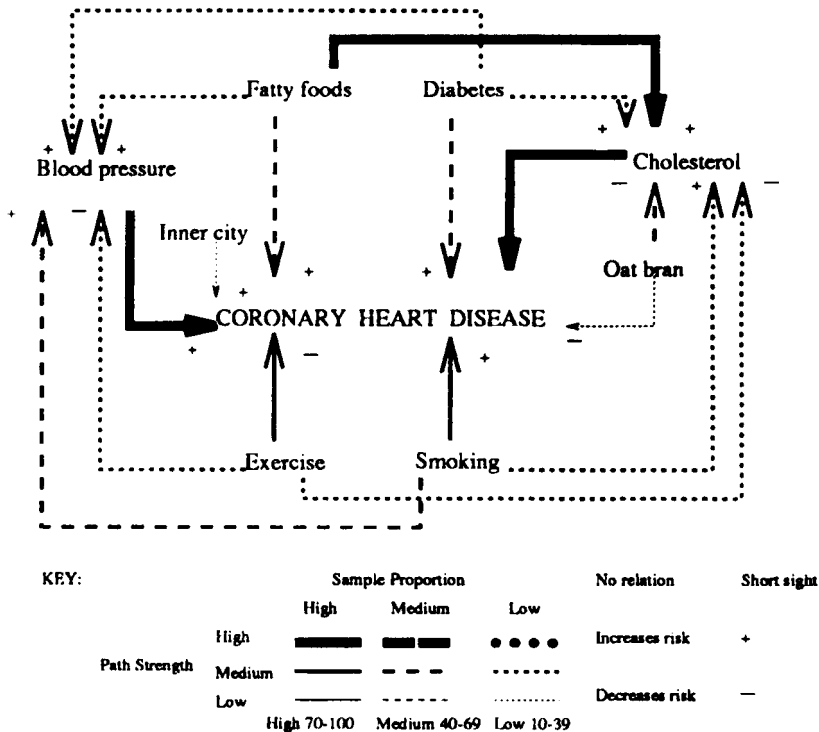 Fatty foods Diabetes
+ + + +
Blood pressure Cholesterol
+ − − + −
Inner city
Oat bran
+ + +
CORONARY HEART DISEASE
+ − + −
Exercise Smoking
KEY: Sample Proportion No relation Short sight
High Medium Low
High Increases risk +
Path Strength Medium
Low Decreases risk −
High 70-100 Medium 40-69 Low 10-39